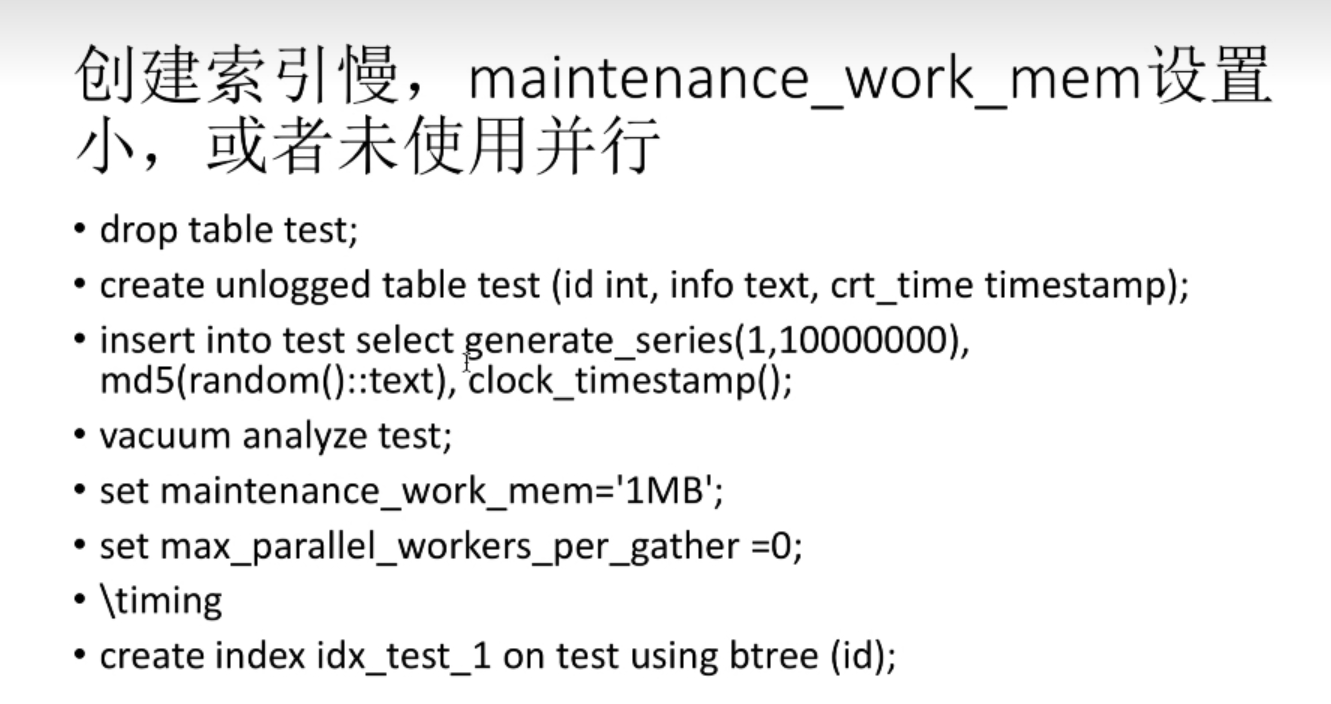 创建索引慢，maintenance_work_mem设置
小，或者未使用并行
• drop table test;
• create unlogged table test (id int, info text, crt_time timestamp);
• insert into test select generate_series(1,10000000),
md5(random()::text), clock_timestamp();
• vacuum analyze test;
• set maintenance_work_mem='1MB';
• set max_parallel_workers_per_gather =0;
• \timing
• create index idx_test_1 on test using btree (id);